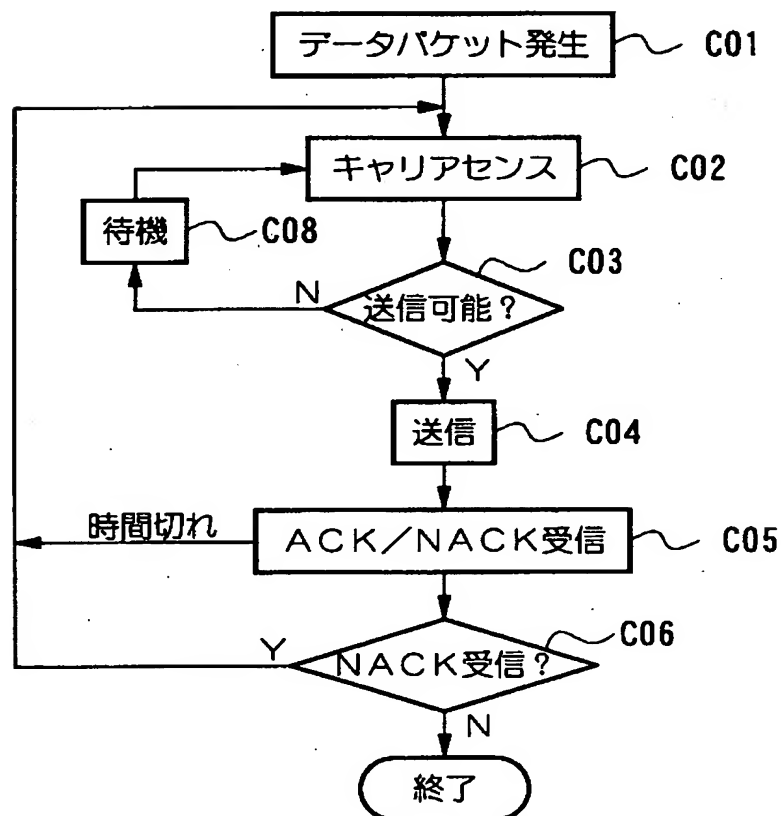 データパケット発生 C01
キャリアセンス C02
待機 C08
送信可能? C03
N
Y
送信 C04
時間切れ
ACK/NACK受信 C05
NACK受信? C06
Y
N
終了